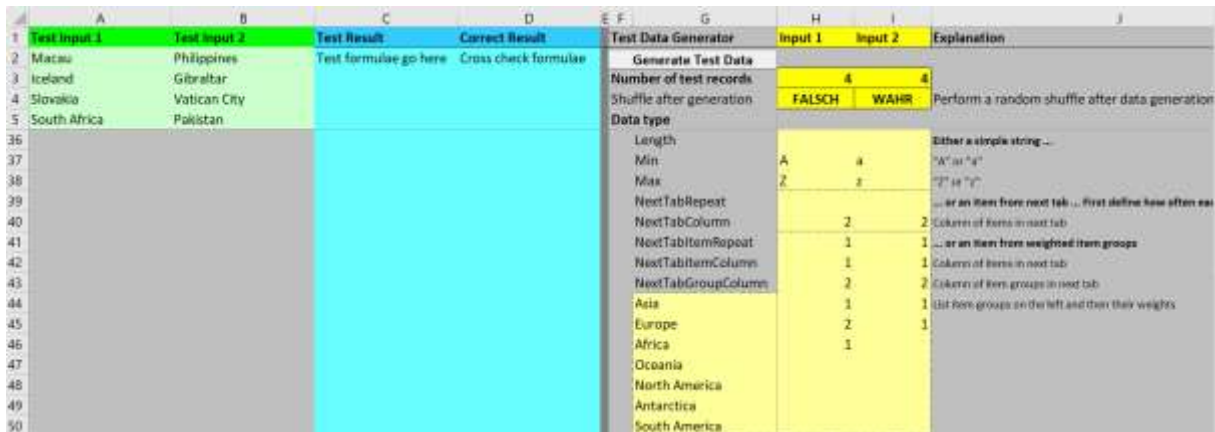 A B C D E F G H I J
1 Test Input 1 Test Input 2 Test Result Correct Result Test Data Generator Input 1 Input 2 Explanation
2 Macau Philippines Test formulae go here Cross check formulae Generate Test Data
3 Iceland Gibraltar Number of test records 4 4
4 Slovakia Vatican City Shuffle after generation FALSCH WAHR Perform a random shuffle after data generation
5 South Africa Pakistan Data type
36 Length Either a simple string ...
37 Min A a "A" or "a"
38 Max Z z "Z" or "z"
39 NextTabRepeat ... or an item from next tab ... First define how often eac
40 NextTabColumn 2 2 Column of items in next tab
41 NextTabItemRepeat 1 1 ... or an item from weighted item groups
42 NextTabItemColumn 1 1 Column of items in next tab
43 NextTabGroupColumn 2 2 Column of item groups in next tab
44 Asia 1 1 List item groups on the left and then their weights
45 Europe 2 1
46 Africa 1
47 Oceania
48 North America
49 Antarctica
50 South America